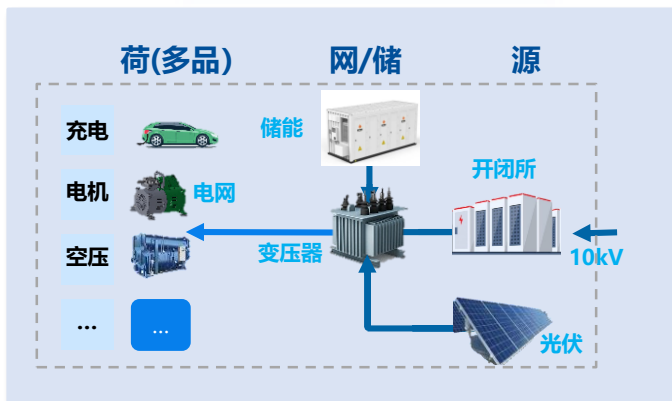 荷(多品)
网/储
源
充电
储能
开闭所
电机
电网
空压
变压器
10kV
...
...
光伏